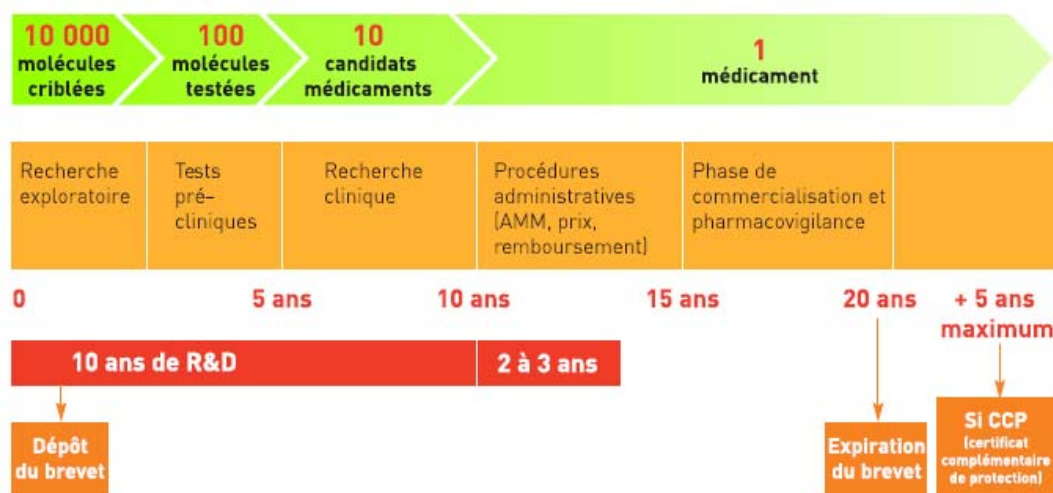 10 000
molécules
criblées
100
molécules
testées
10
candidats
médicaments
1
médicament
Recherche
exploratoire
Tests
pré–
cliniques
Recherche
clinique
Procédures
administratives
(AMM, prix,
remboursement)
Phase de
commercialisation et
pharmacovigilance
0
5 ans
10 ans
15 ans
20 ans
+ 5 ans
maximum
10 ans de R&D
2 à 3 ans
Dépôt
du brevet
Expiration
du brevet
Si CCP
(certificat
complémentaire
de protection)